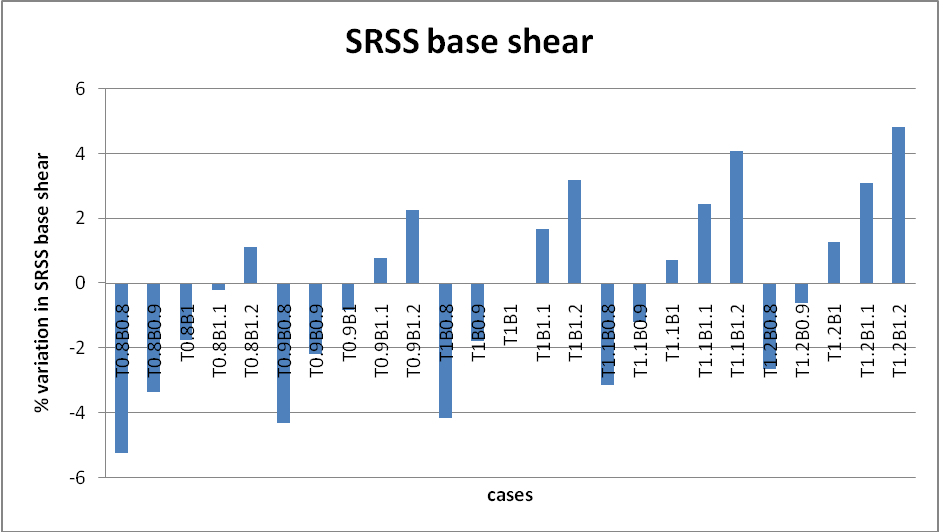 SRSS base shear
% variation in SRSS base shear
6
4
2
0
-2
-4
-6
T0.8B0.8
T0.8B0.9
T0.8B1
T0.8B1.1
T0.8B1.2
T0.9B0.8
T0.9B0.9
T0.9B1
T0.9B1.1
T0.9B1.2
T1B0.8
T1B0.9
T1B1
T1B1.1
T1B1.2
T1.1B0.8
T1.1B0.9
T1.1B1
T1.1B1.1
T1.1B1.2
T1.2B0.8
T1.2B0.9
T1.2B1
T1.2B1.1
T1.2B1.2
cases